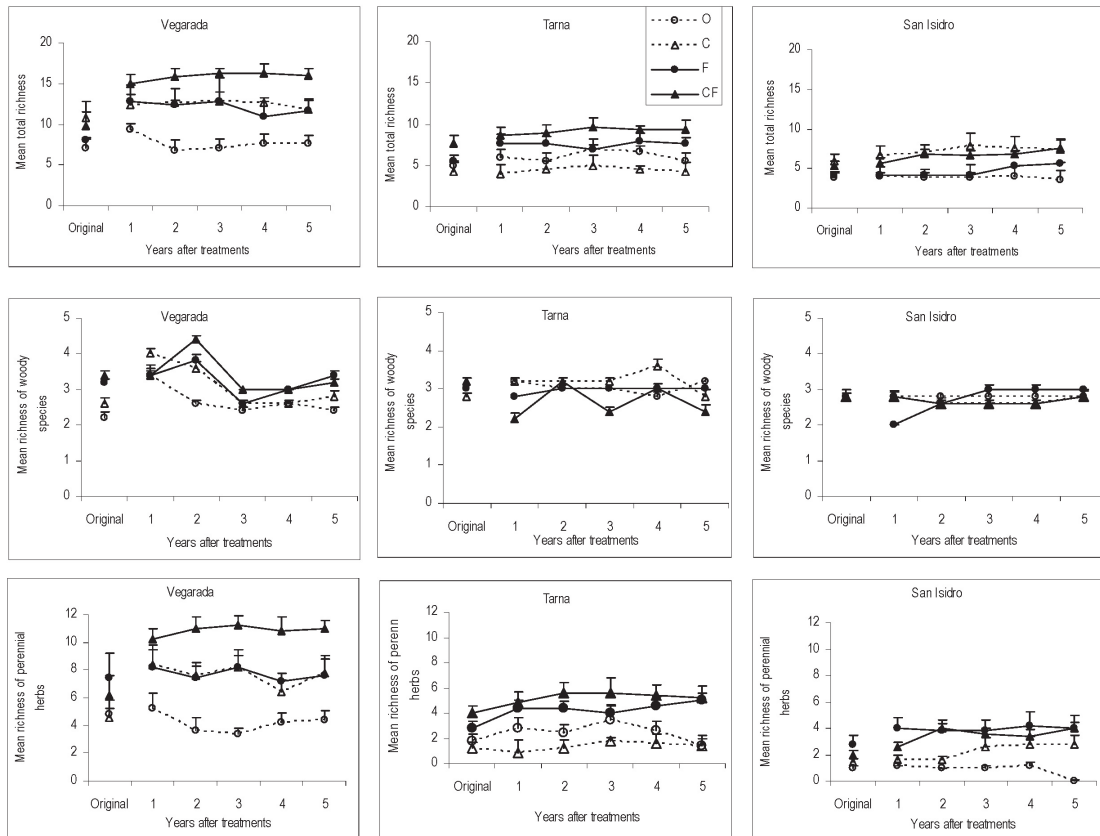 Vegarada
Mean total richness
20
15
10
5
0
Original 1 2 3 4 5
Years after treatments
Tarna
O
C
F
CF
Mean total richness
20
15
10
5
0
Original 1 2 3 4 5
Years after treatments
San Isidro
Mean total richness
20
15
10
5
0
Original 1 2 3 4 5
Years after treatments
Vegarada
Mean richness of woody
species
5
4
3
2
1
0
Original 1 2 3 4 5
Years after treatments
Tarna
Mean richness of woody
species
5
4
3
2
1
0
Original 1 2 3 4 5
Years after treatments
San Isidro
Mean richness of woody
species
5
4
3
2
1
0
Original 1 2 3 4 5
Years after treatments
Vegarada
Mean richness of perennial
herbs
12
10
8
6
4
2
0
Original 1 2 3 4 5
Years after treatments
Tarna
Mean richness of perenn
herbs
12
10
8
6
4
2
0
Original 1 2 3 4 5
Years after treatments
San Isidro
Mean richness of perennial
herbs
12
10
8
6
4
2
0
Original 1 2 3 4 5
Years after treatments